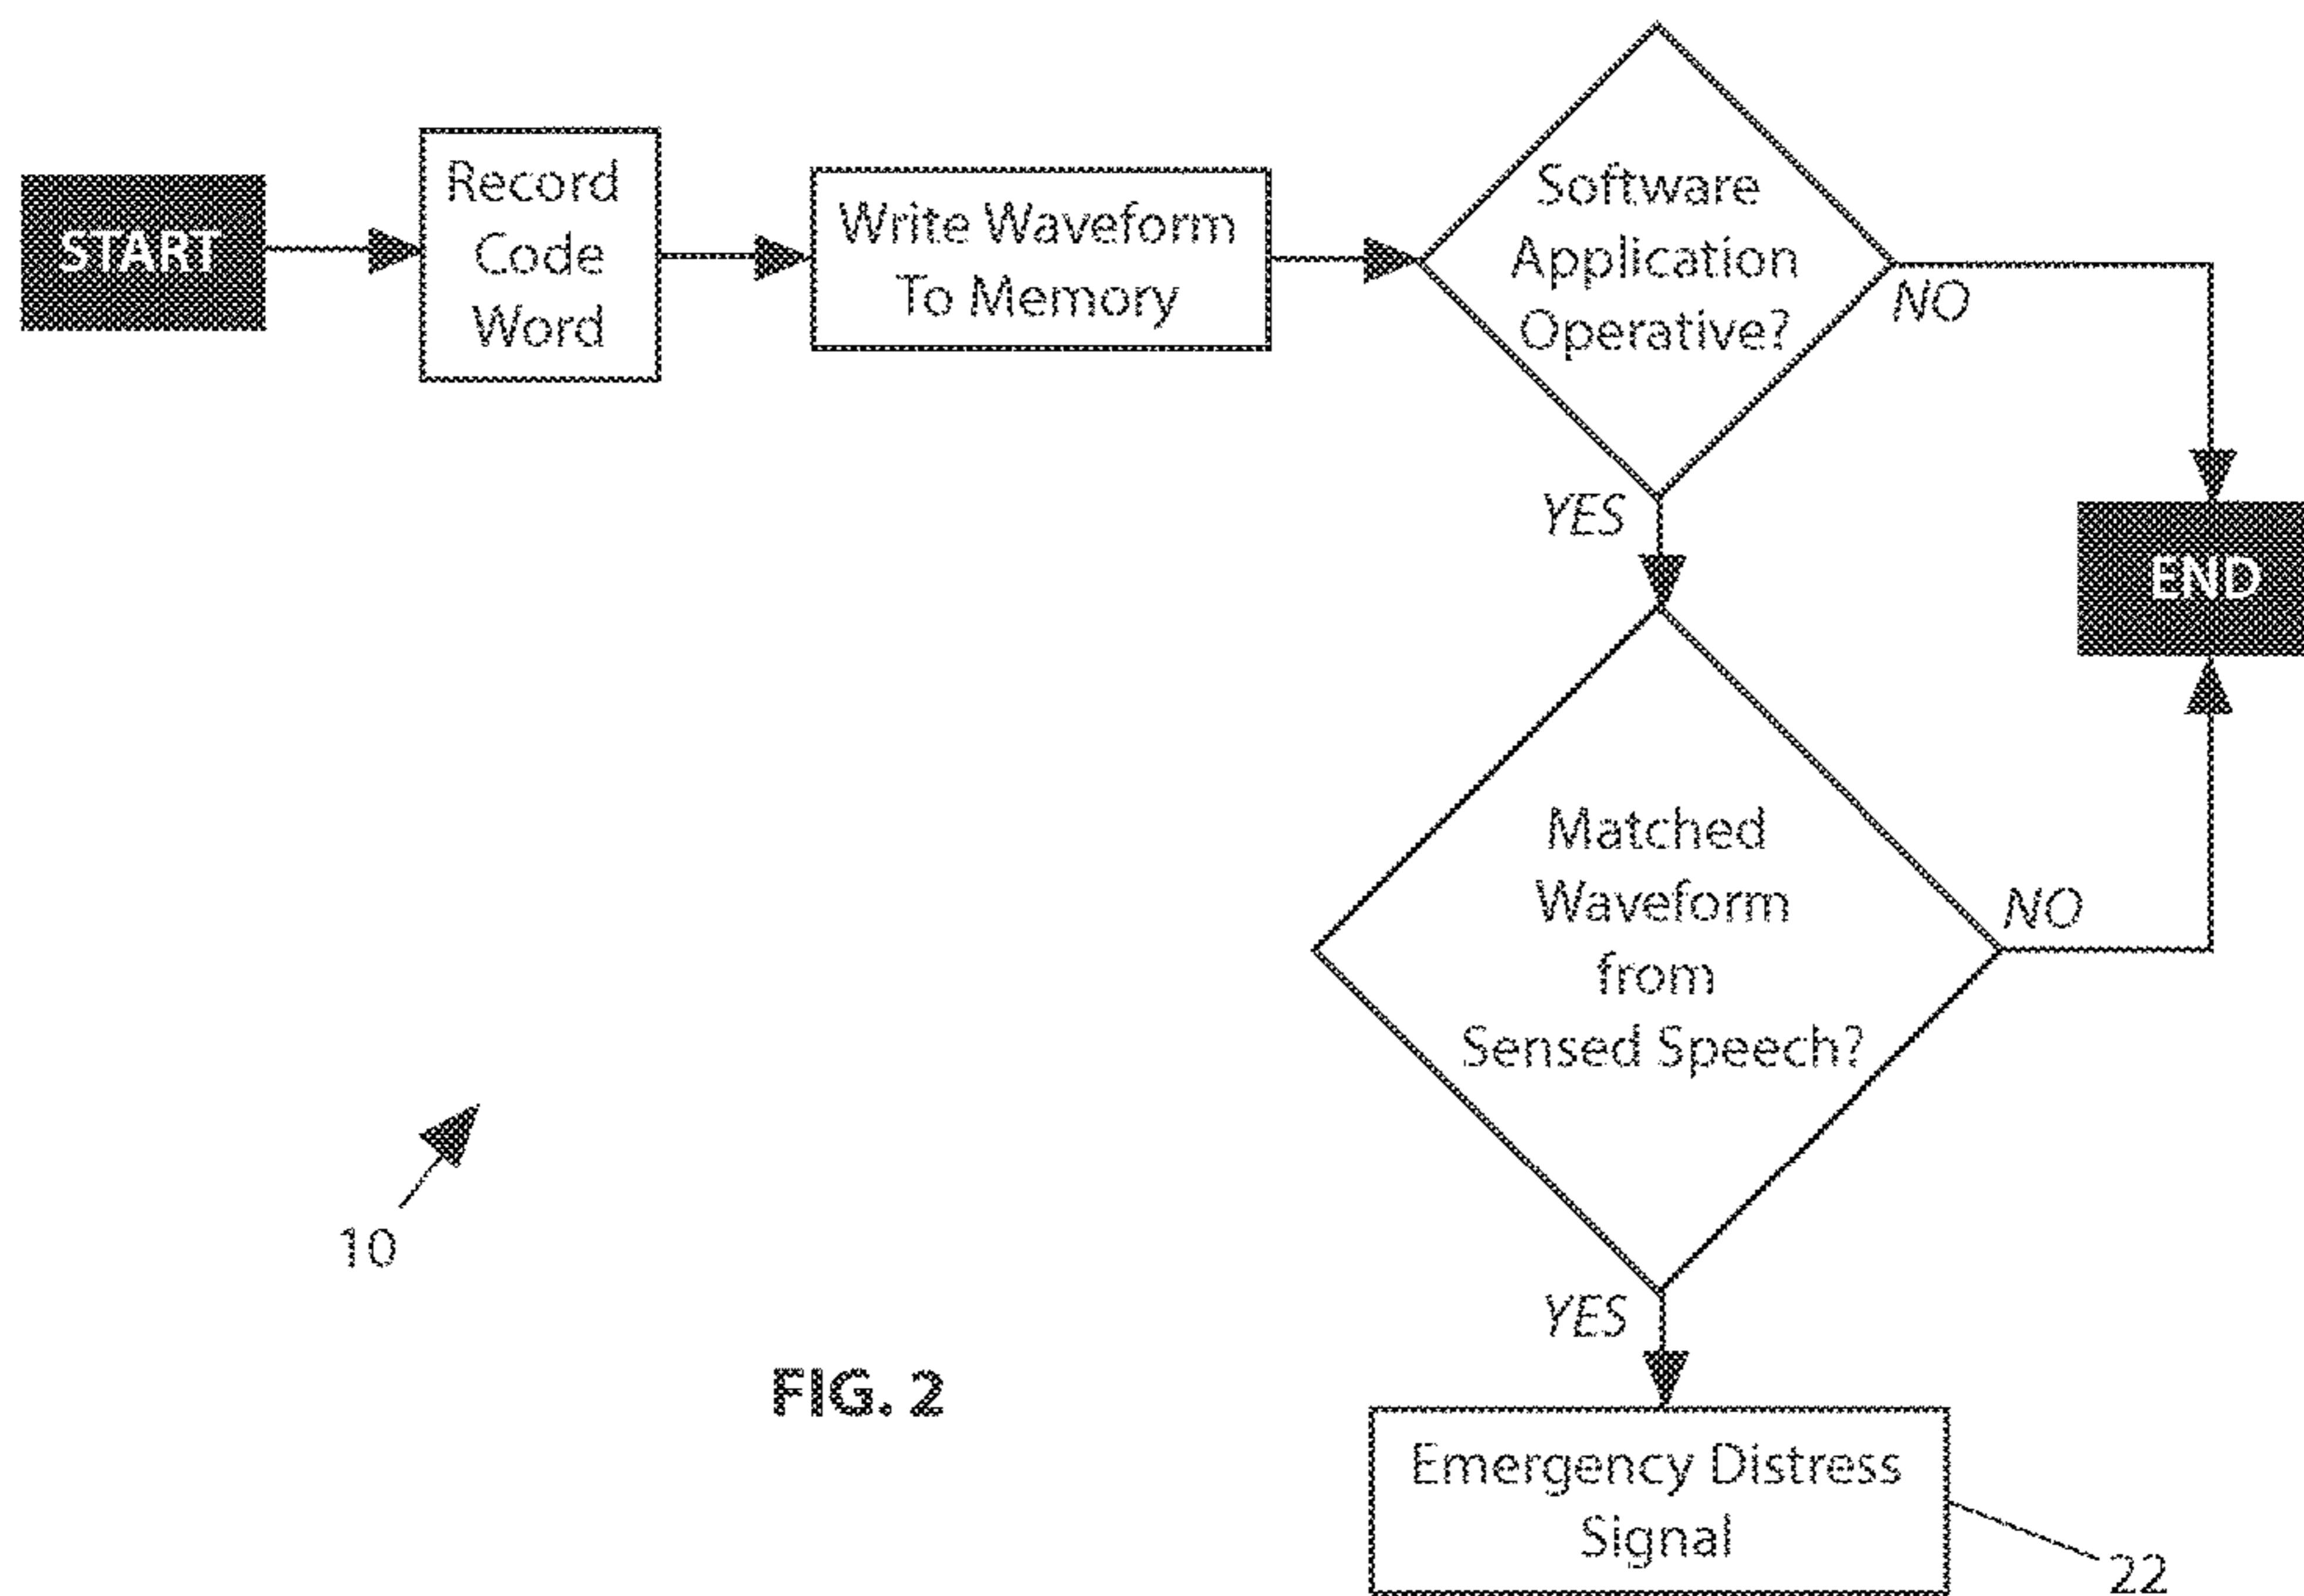 START
Record
Code
Word
Write Waveform
To Memory
Software
Application
Operative?
NO
YES
END
Matched
Waveform
from
Sensed Speech?
NO
YES
Emergency Distress
Signal
22
10
FIG. 2